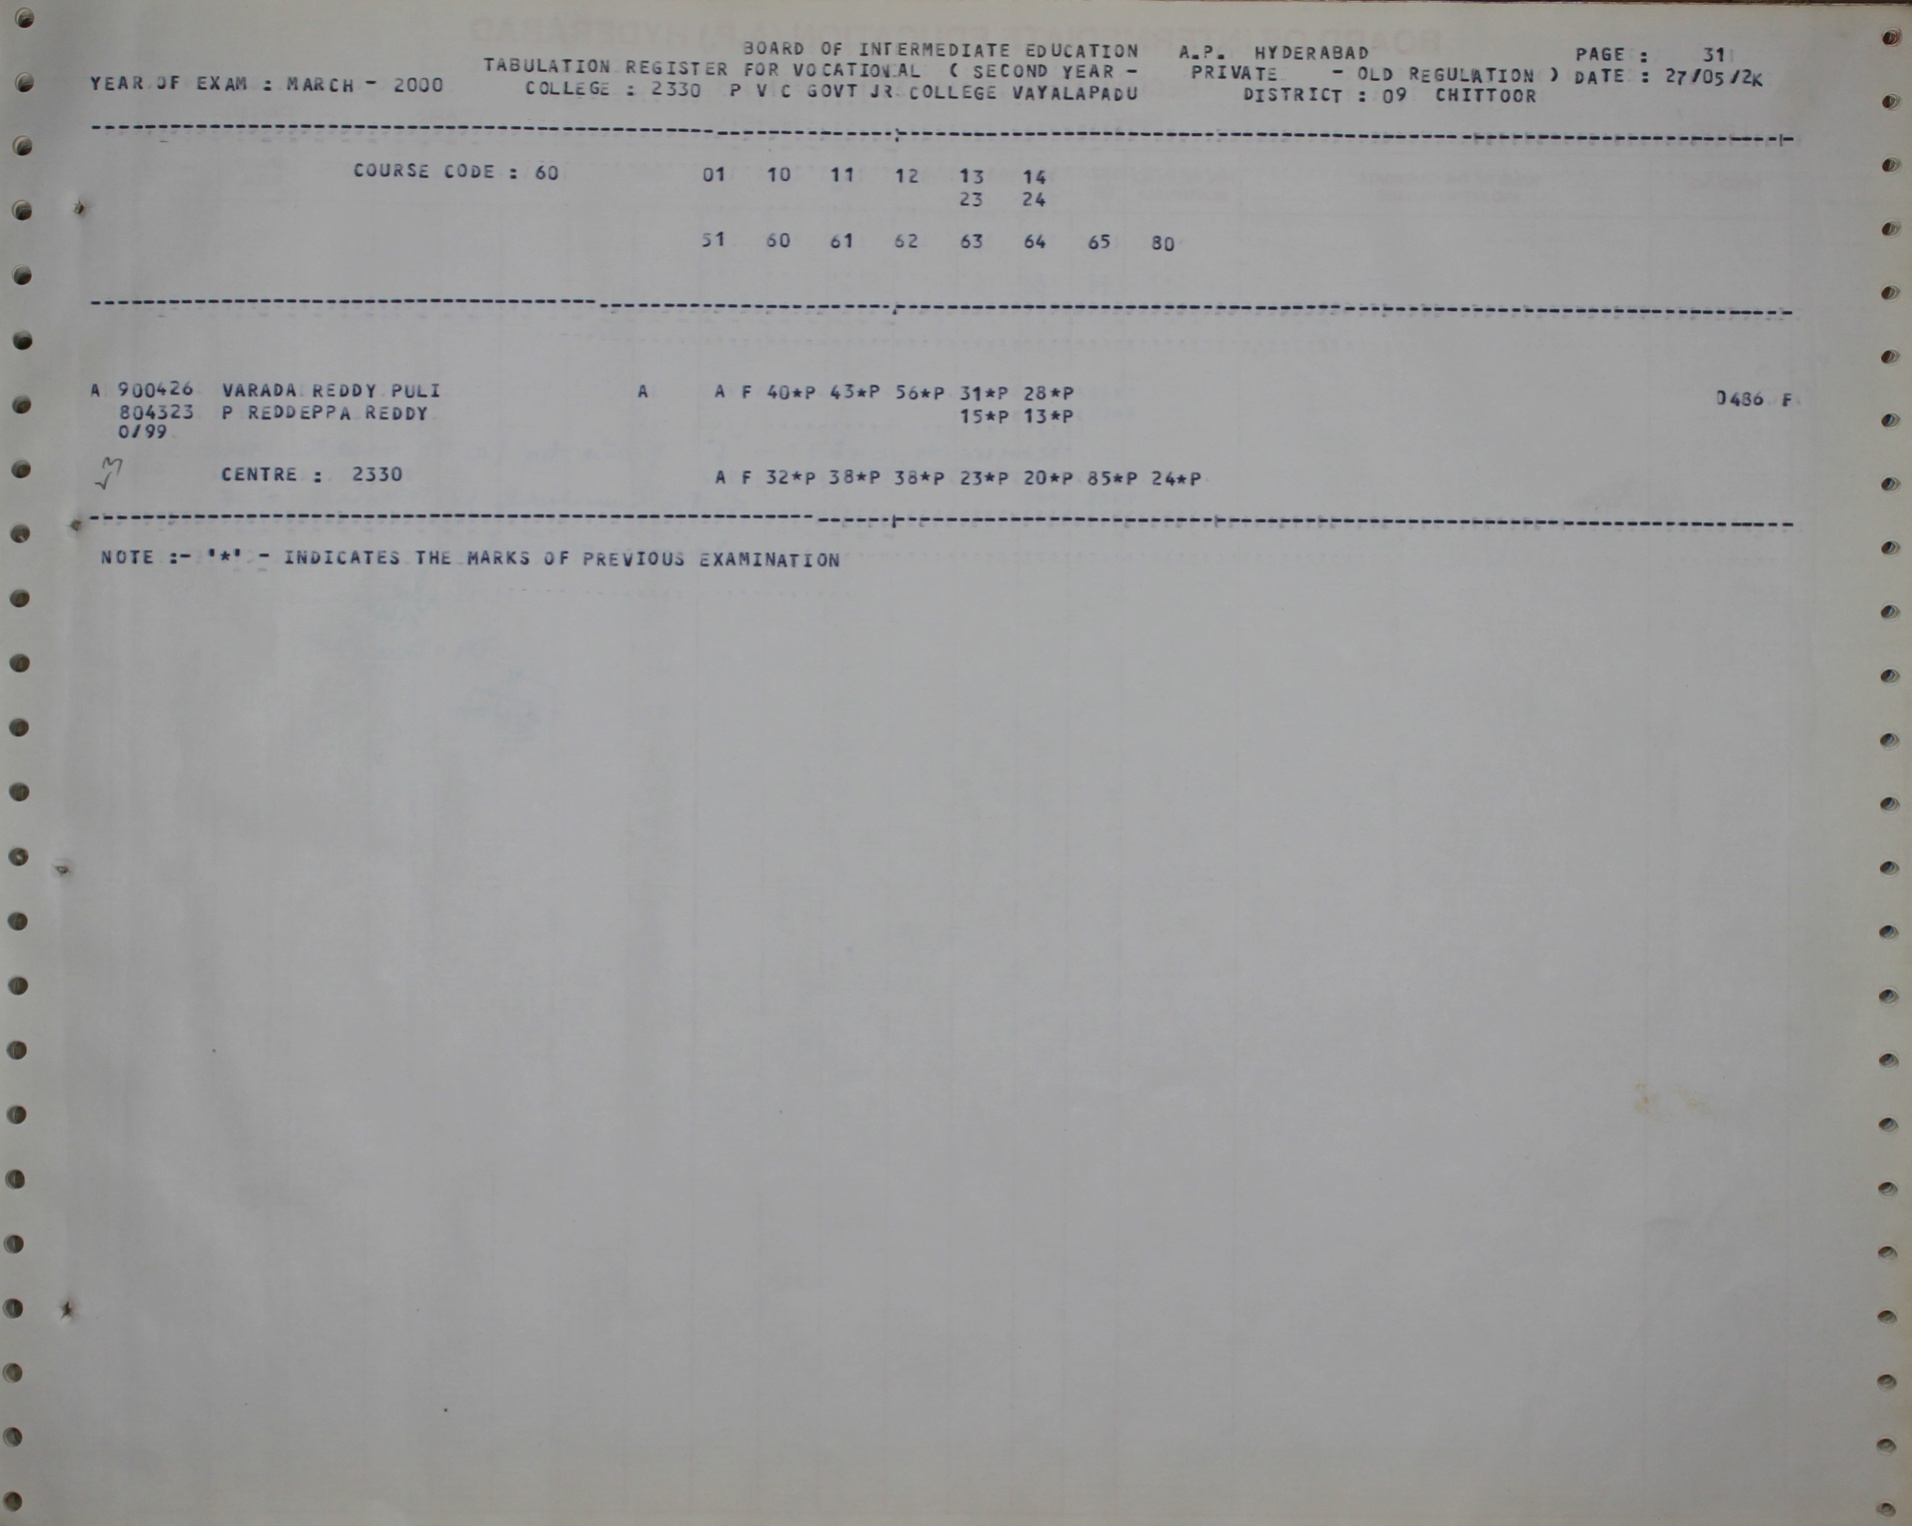 BOARD OF INTERMEDIATE EDUCATION A.P. HYDERABAD PAGE : 31
TABULATION REGISTER FOR VOCATIONAL ( SECOND YEAR - PRIVATE - OLD REGULATION ) DATE : 27/05/2K
YEAR OF EXAM : MARCH - 2000 COLLEGE : 2330 P V C GOVT JR COLLEGE VAYALAPADU DISTRICT : 09 CHITTOOR
COURSE CODE : 60 01 10 11 12 13 14
23 24
51 60 61 62 63 64 65 80
A 900426 VARADA REDDY PULI A A F 40*P 43*P 56*P 31*P 28*P 0486 F
804323 P REDDEPPA REDDY 15*P 13*P
0/99
CENTRE : 2330 A F 32*P 38*P 38*P 23*P 20*P 85*P 24*P
NOTE :- '*' - INDICATES THE MARKS OF PREVIOUS EXAMINATION